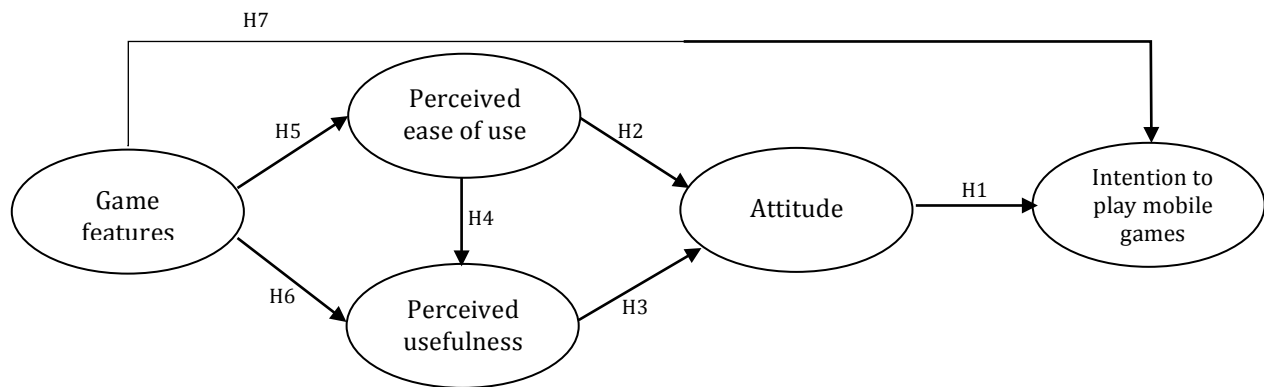 H7
Perceived
ease of use
H5
H2
Game
features
H4
Attitude
H1
Intention to
play mobile
games
H6
H3
Perceived
usefulness